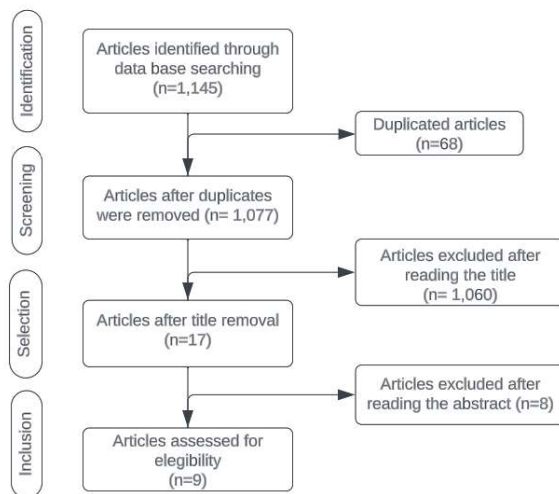 Identification
Articles identified through
data base searching
(n=1,145)
Duplicated articles
(n=68)
Screening
Articles after duplicates
were removed (n= 1,077)
Articles excluded after
reading the title
(n= 1,060)
Selection
Articles after title removal
(n=17)
Articles excluded after
reading the abstract (n=8)
Inclusion
Articles assessed for
elegibility
(n=9)